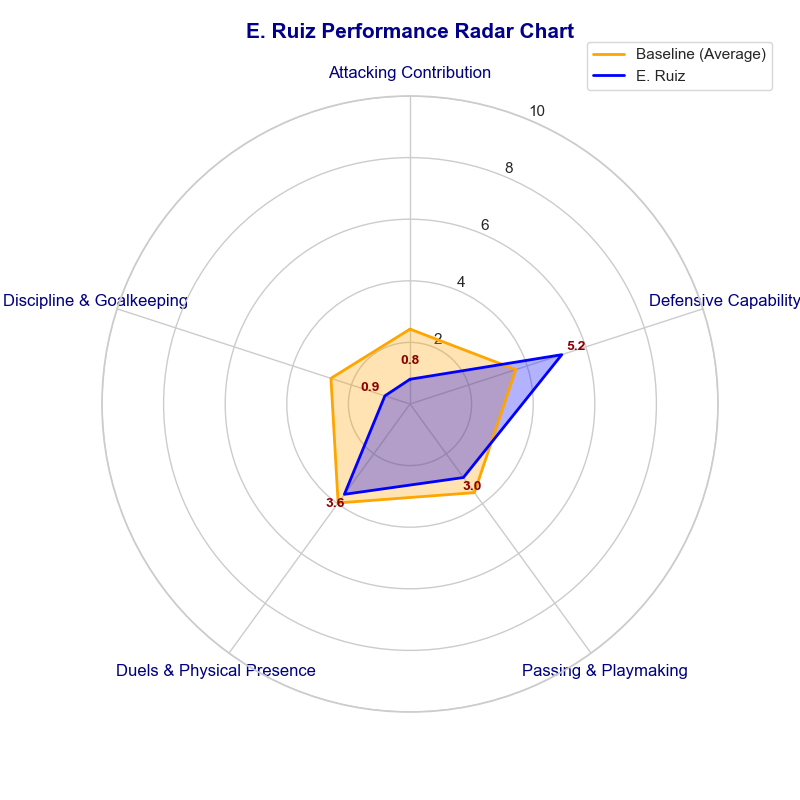 E. Ruiz Performance Radar Chart
Baseline (Average)
E. Ruiz
Attacking Contribution
10
8
6
4
2
Discipline & Goalkeeping
Defensive Capability
5.2
0.8
0.9
3.0
3.6
Duels & Physical Presence
Passing & Playmaking